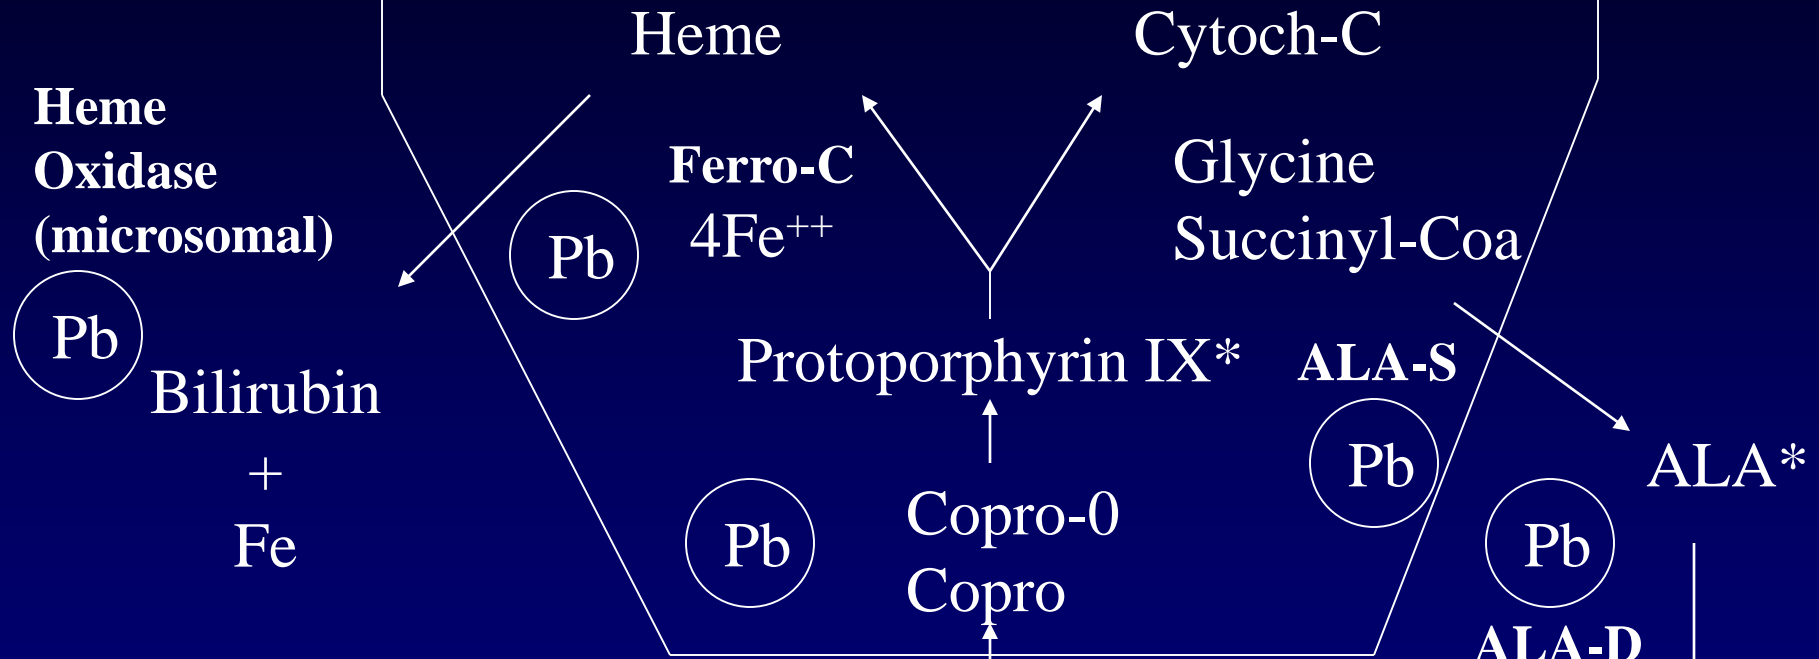 Heme
Cytoch-C
Heme
Oxidase
(microsomal)
Ferro-C
4Fe⁺⁺
Glycine
Succinyl-Coa
Pb
Pb
Protoporphyrin IX*
ALA-S
Bilirubin
+
Fe
Pb
ALA*
Pb
Copro-0
Copro
Pb
ALA-D